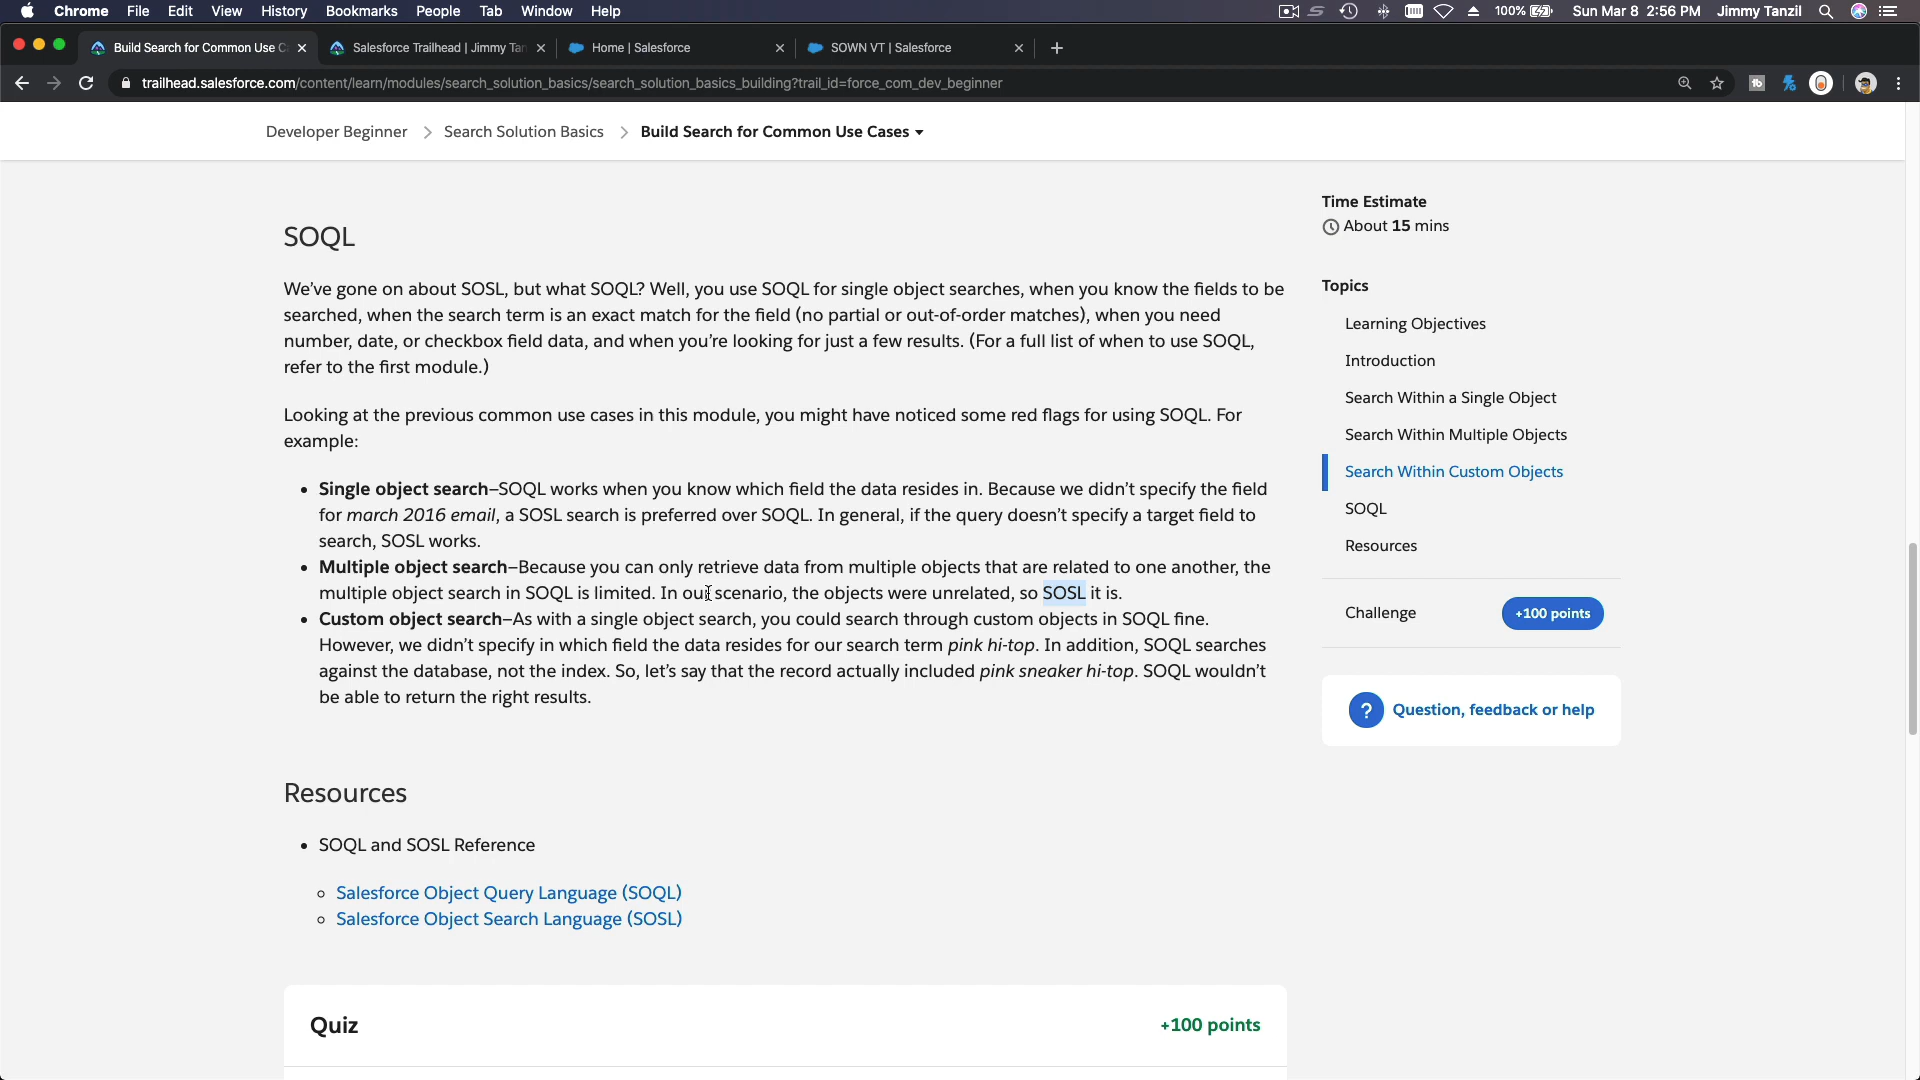 Chrome File Edit View History Bookmarks People Tab Window Help 100% Sun Mar 8 2:56 PM Jimmy Tanzil
Build Search for Common Use C Salesforce Trailhead | Jimmy Tan Home | Salesforce SOWN VT | Salesforce
trailhead.salesforce.com/content/learn/modules/search_solution_basics/search_solution_basics_building?trail_id=force_com_dev_beginner
Developer Beginner > Search Solution Basics > Build Search for Common Use Cases
SOQL
We've gone on about SOSL, but what SOQL? Well, you use SOQL for single object searches, when you know the fields to be
searched, when the search term is an exact match for the field (no partial or out-of-order matches), when you need
number, date, or checkbox field data, and when you're looking for just a few results. (For a full list of when to use SOQL,
refer to the first module.)
Looking at the previous common use cases in this module, you might have noticed some red flags for using SOQL. For
example:
• Single object search–SOQL works when you know which field the data resides in. Because we didn't specify the field
for march 2016 email, a SOSL search is preferred over SOQL. In general, if the query doesn't specify a target field to
search, SOSL works.
• Multiple object search–Because you can only retrieve data from multiple objects that are related to one another, the
multiple object search in SOQL is limited. In our scenario, the objects were unrelated, so SOSL it is.
• Custom object search–As with a single object search, you could search through custom objects in SOQL fine.
However, we didn't specify in which field the data resides for our search term pink hi-top. In addition, SOQL searches
against the database, not the index. So, let's say that the record actually included pink sneaker hi-top. SOQL wouldn't
be able to return the right results.
Resources
• SOQL and SOSL Reference
Salesforce Object Query Language (SOQL)
Salesforce Object Search Language (SOSL)
Quiz +100 points
Time Estimate
About 15 mins
Topics
Learning Objectives
Introduction
Search Within a Single Object
Search Within Multiple Objects
Search Within Custom Objects
SOQL
Resources
Challenge +100 points
? Question, feedback or help